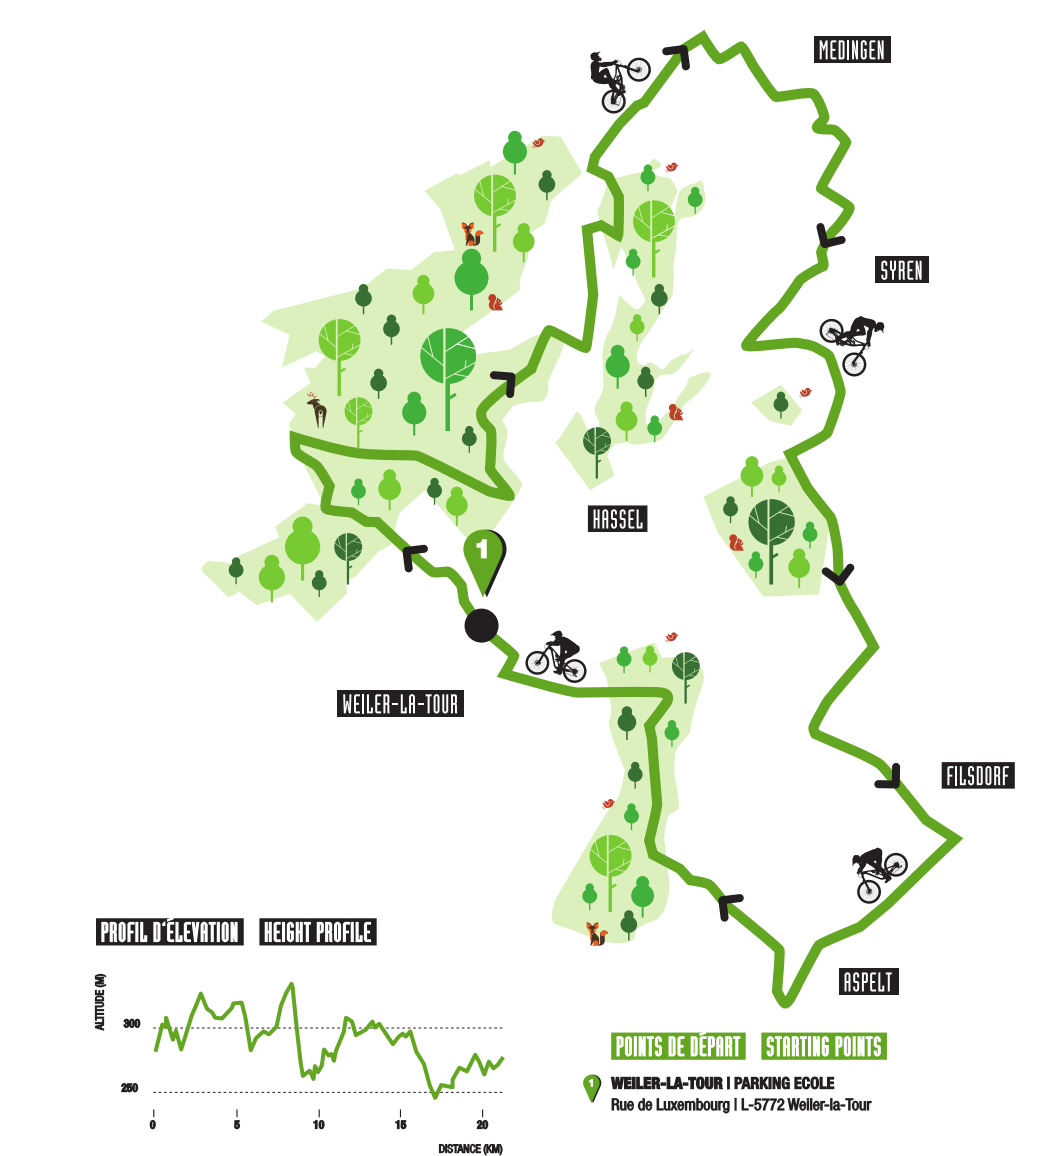 MEDINGEN
SYREN
HASSEL
1
WEILER-LA-TOUR
FILSDORF
ASPELT
PROFIL D'ÉLEVATION HEIGHT PROFILE
ALTITUDE (M)
300
250
0 5 10 15 20
DISTANCE (KM)
POINTS DE DÉPART STARTING POINTS
1 WEILER-LA-TOUR | PARKING ECOLE
Rue de Luxembourg | L-5772 Weiler-la-Tour